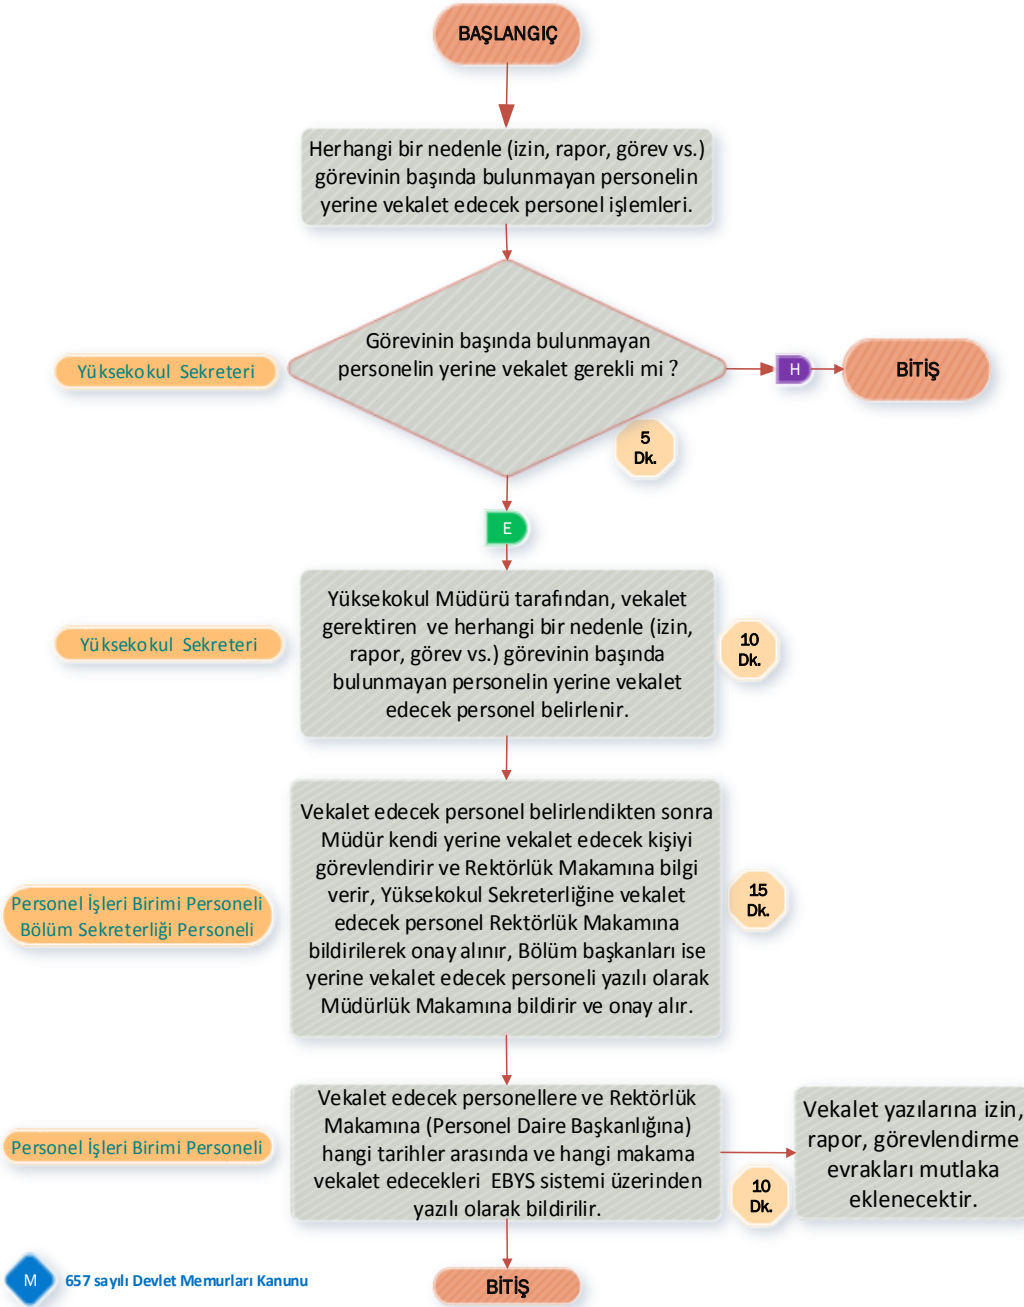 BAŞLANGIÇ
Herhangi bir nedenle (izin, rapor, görev vs.)
görevinin başında bulunmayan personelin
yerine vekalet edecek personel işlemleri.
Görevinin başında bulunmayan
personelin yerine vekalet gerekli mi ?
Yüksekokul Sekreteri
H
BİTİŞ
5
Dk.
E
Yüksekokul Müdürü tarafından, vekalet
gerektiren ve herhangi bir nedenle (izin,
rapor, görev vs.) görevinin başında
bulunmayan personelin yerine vekalet
edecek personel belirlenir.
Yüksekokul Sekreteri
10
Dk.
Vekalet edecek personel belirlendikten sonra
Müdür kendi yerine vekalet edecek kişiyi
görevlendirir ve Rektörlük Makamına bilgi
verir, Yüksekokul Sekreterliğine vekalet
edecek personel Rektörlük Makamına
bildirilerek onay alınır, Bölüm başkanları ise
yerine vekalet edecek personeli yazılı olarak
Müdürlük Makamına bildirir ve onay alır.
Personel İşleri Birimi Personeli
Bölüm Sekreterliği Personeli
15
Dk.
Vekalet edecek personellere ve Rektörlük
Makamına (Personel Daire Başkanlığına)
hangi tarihler arasında ve hangi makama
vekalet edecekleri EBYS sistemi üzerinden
yazılı olarak bildirilir.
Personel İşleri Birimi Personeli
10
Dk.
Vekalet yazılarına izin,
rapor, görevlendirme
evrakları mutlaka
eklenecektir.
M
657 sayılı Devlet Memurları Kanunu
BİTİŞ